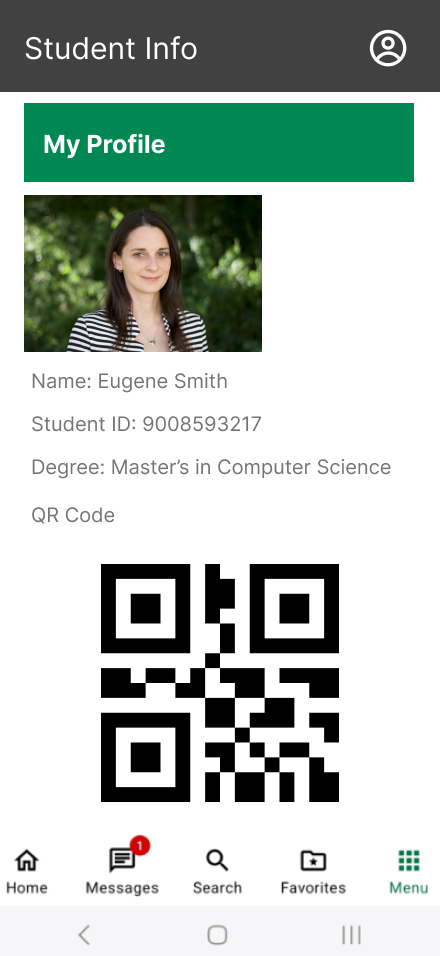 Student Info
My Profile
Name: Eugene Smith
Student ID: 9008593217
Degree: Master’s in Computer Science
QR Code
1
Home
Messages
Search
Favorites
Menu